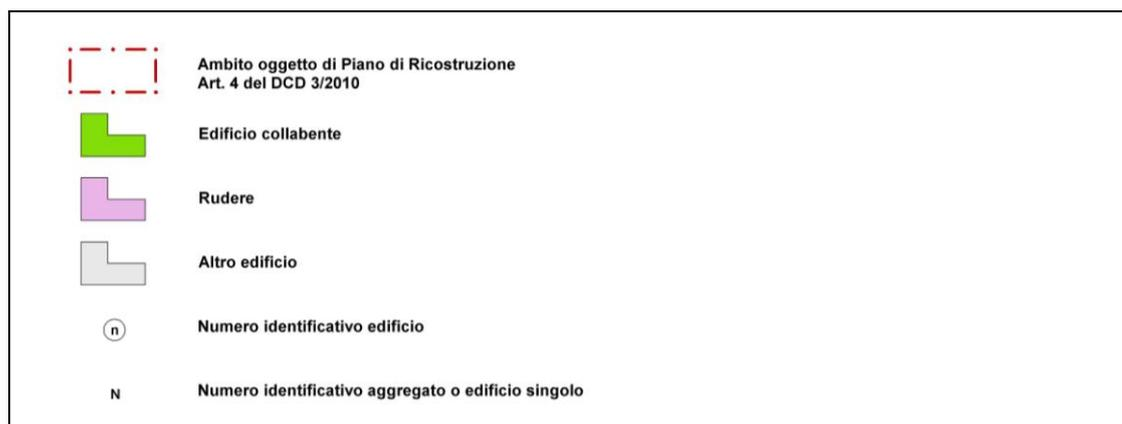 Ambito oggetto di Piano di Ricostruzione
Art. 4 del DCD 3/2010
Edificio collabente
Rudere
Altro edificio
n Numero identificativo edificio
N Numero identificativo aggregato o edificio singolo